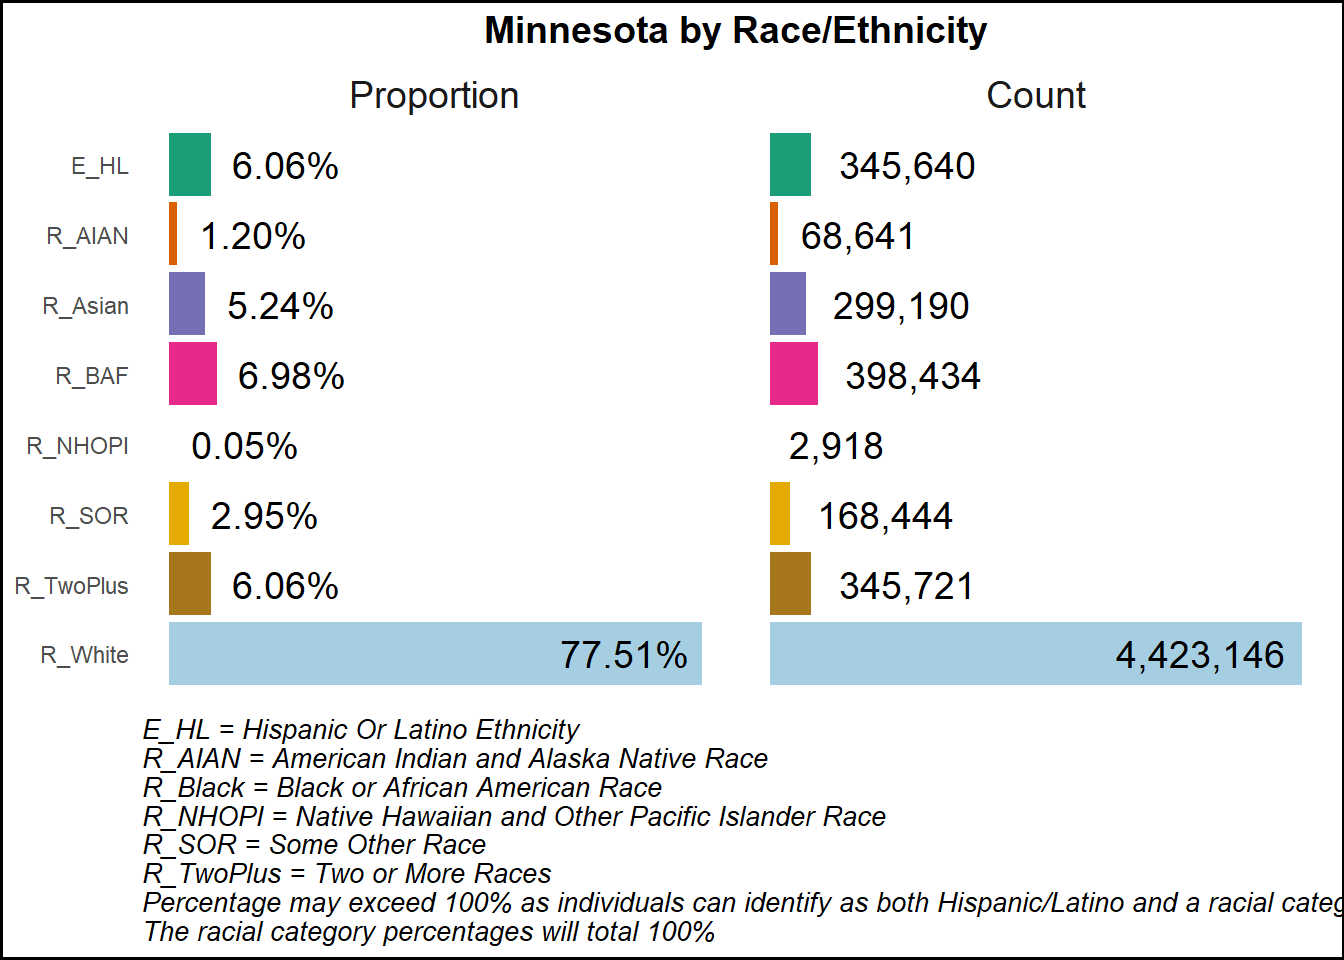 Minnesota by Race/Ethnicity
Proportion Count
E_HL 6.06% 345,640
R_AIAN 1.20% 68,641
R_Asian 5.24% 299,190
R_BAF 6.98% 398,434
R_NHOPI 0.05% 2,918
R_SOR 2.95% 168,444
R_TwoPlus 6.06% 345,721
R_White 77.51% 4,423,146
E_HL = Hispanic Or Latino Ethnicity
R_AIAN = American Indian and Alaska Native Race
R_Black = Black or African American Race
R_NHOPI = Native Hawaiian and Other Pacific Islander Race
R_SOR = Some Other Race
R_TwoPlus = Two or More Races
Percentage may exceed 100% as individuals can identify as both Hispanic/Latino and a racial
The racial category percentages will total 100%